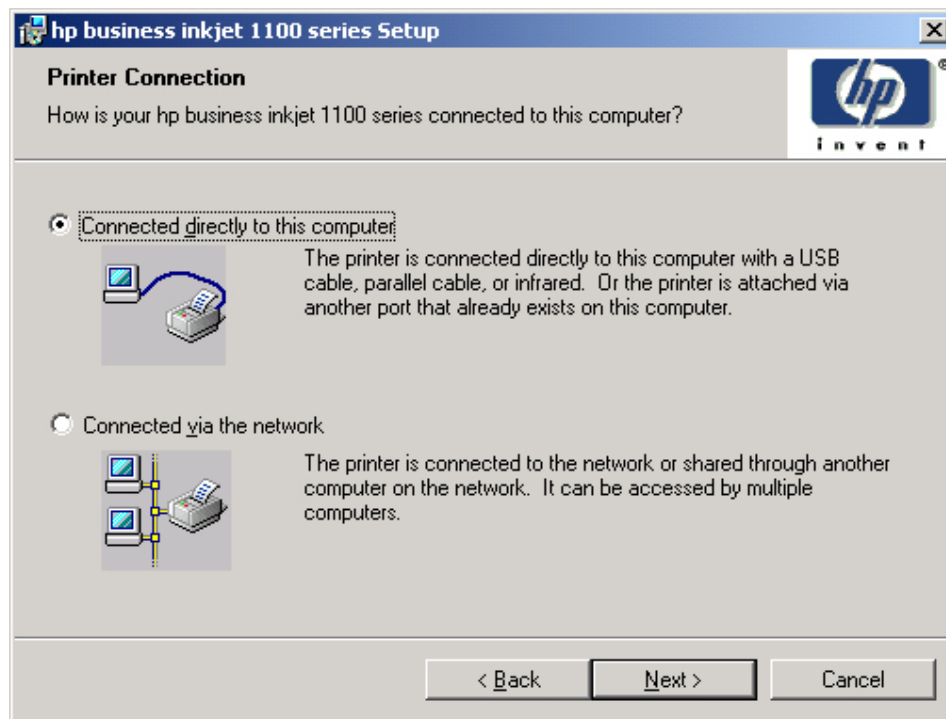 hp business inkjet 1100 series Setup
Printer Connection
How is your hp business inkjet 1100 series connected to this computer?
hp
®
invent
Connected directly to this computer
The printer is connected directly to this computer with a USB
cable, parallel cable, or infrared. Or the printer is attached via
another port that already exists on this computer.
Connected via the network
The printer is connected to the network or shared through another
computer on the network. It can be accessed by multiple
computers.
< Back
Next >
Cancel